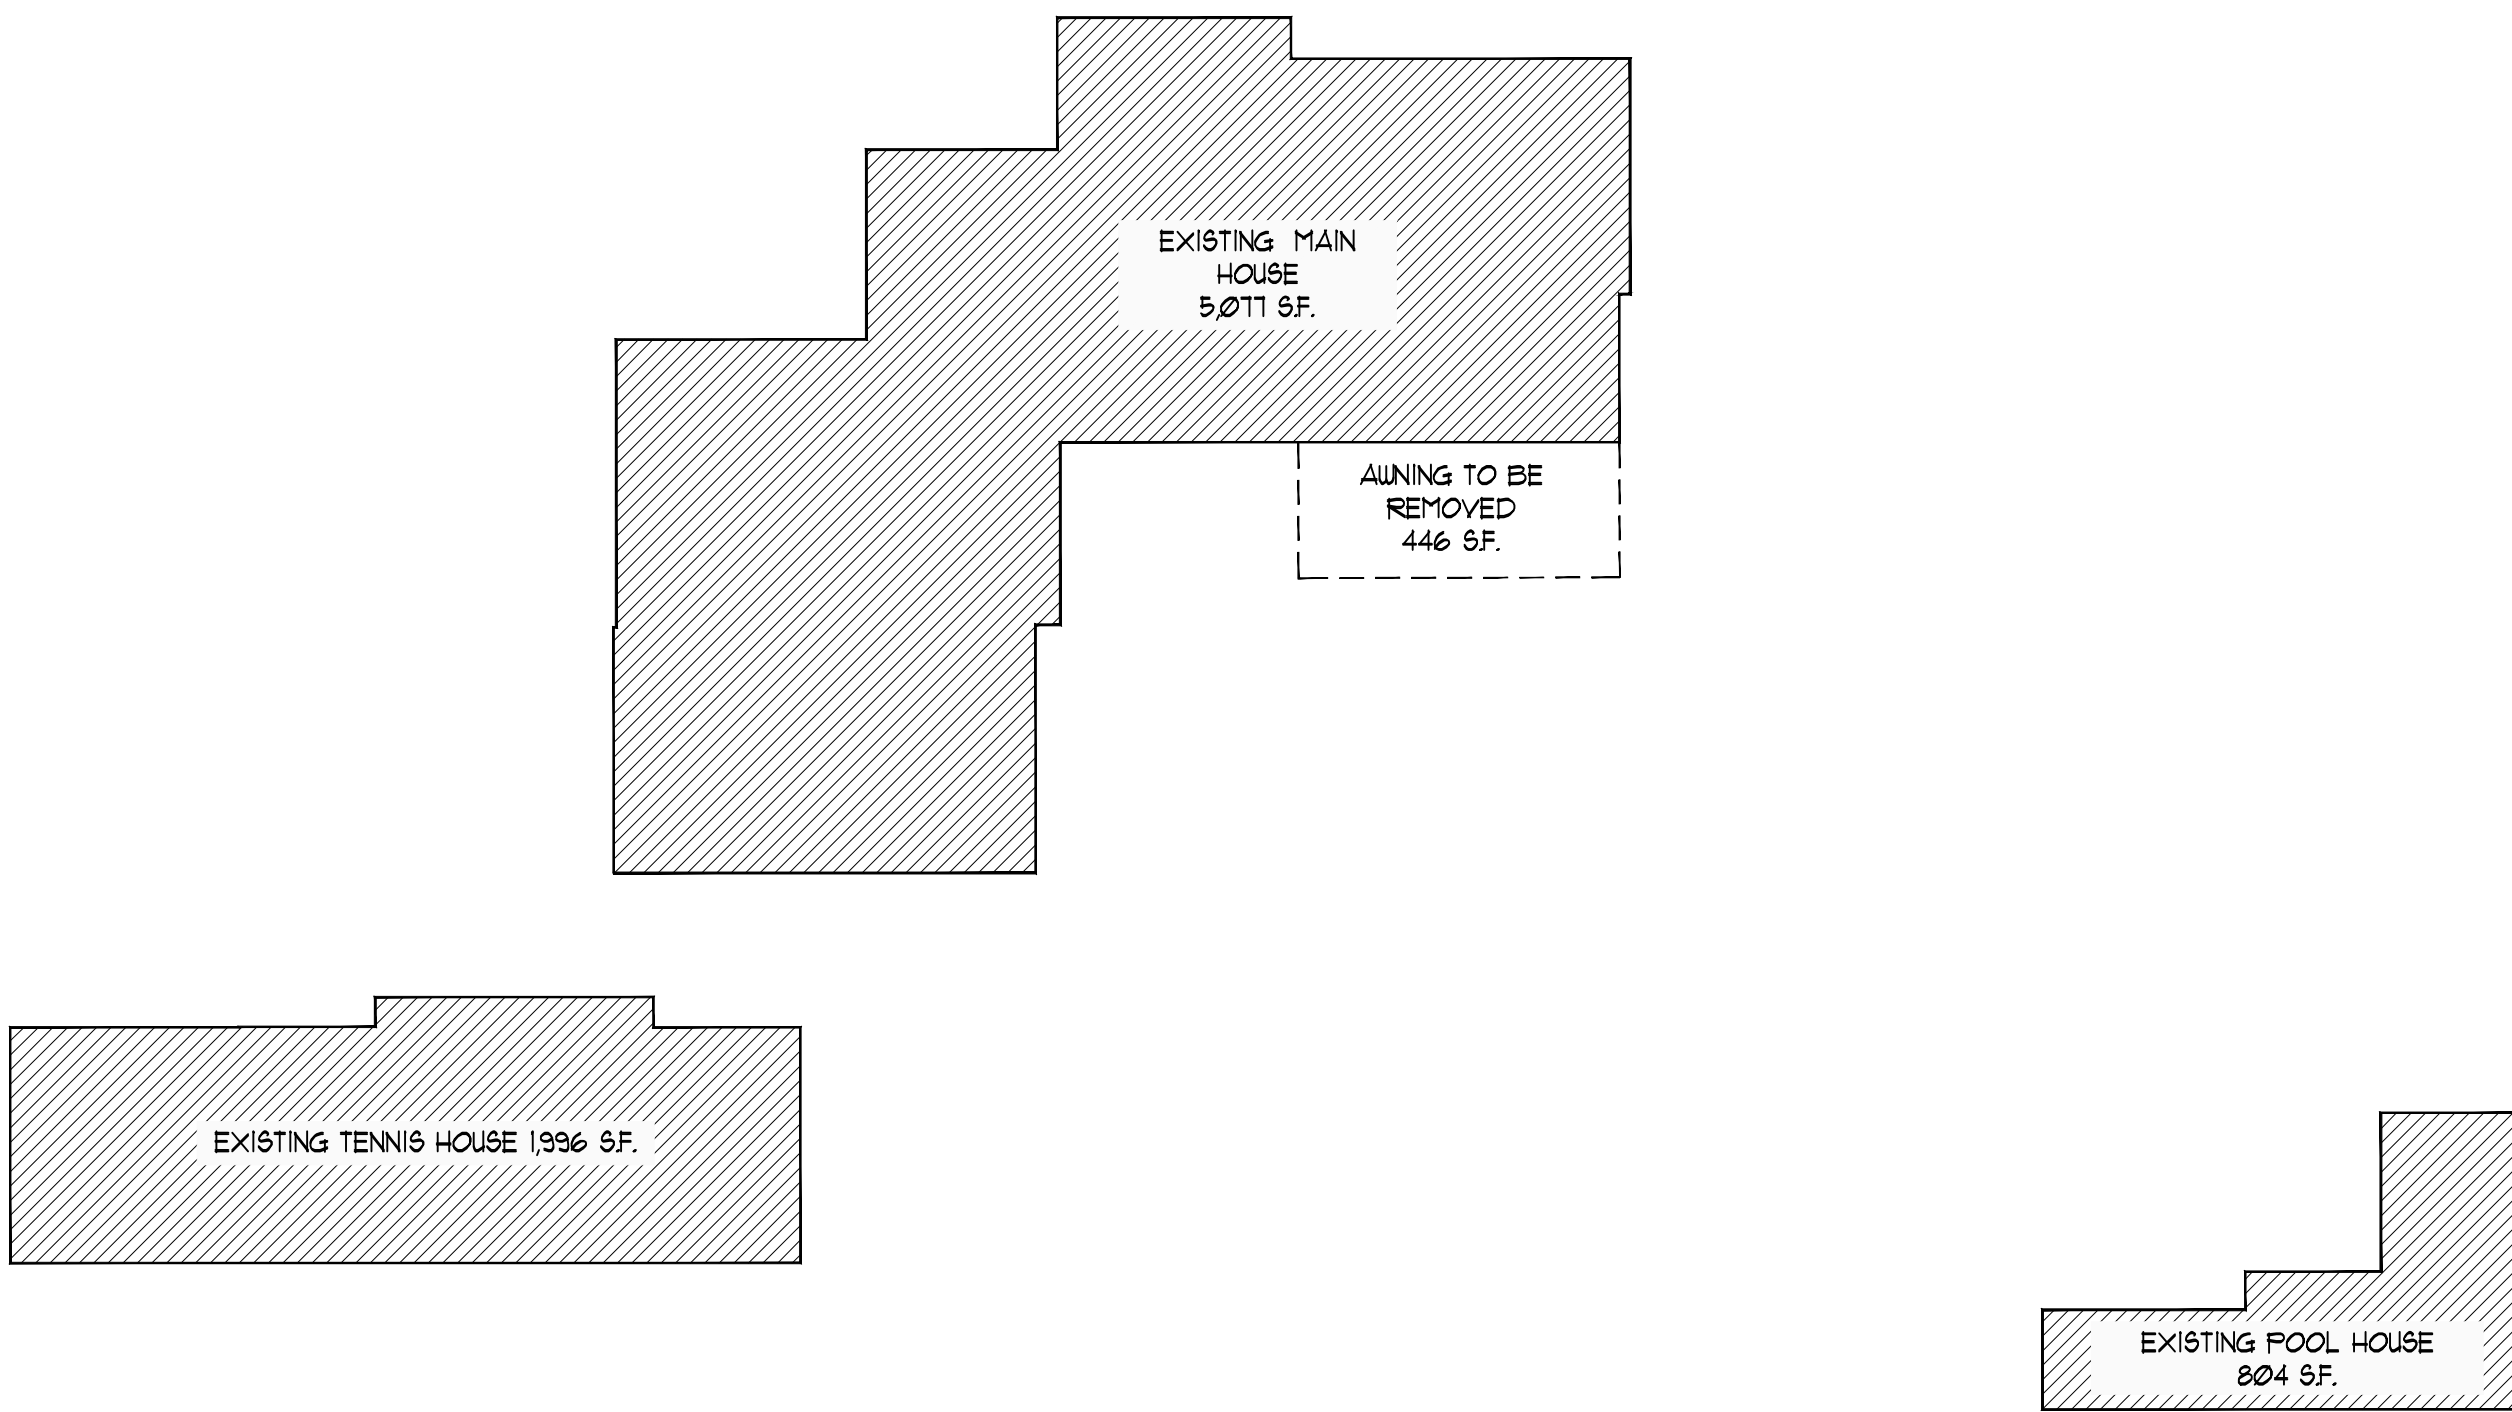 EXISTING MAIN
HOUSE
5,077 S.F.
AWNING TO BE
REMOVED
446 S.F.
EXISTING TENNIS HOUSE 1,996 S.F.
EXISTING POOL HOUSE
804 S.F.